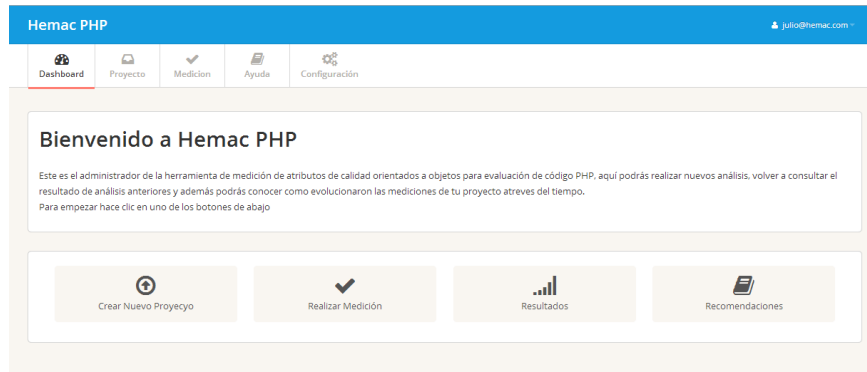 Hemac PHP
julio@hemac.com
Dashboard
Proyecto
Medicion
Ayuda
Configuración
Bienvenido a Hemac PHP
Este es el administrador de la herramienta de medición de atributos de calidad orientados a objetos para evaluación de código PHP, aquí podrás realizar nuevos análisis, volver a consultar el
resultado de análisis anteriores y además podrás conocer como evolucionaron las mediciones de tu proyecto atreves del tiempo.
Para empezar hace clic en uno de los botones de abajo
Crear Nuevo Proyecyo
Realizar Medición
Resultados
Recomendaciones